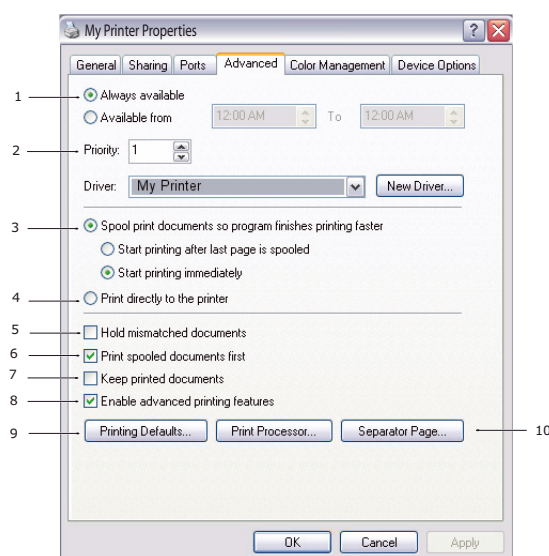 My Printer Properties
General Sharing Ports Advanced Color Management Device Options
1 Always available
Available from 12:00 AM To 12:00 AM
2 Priority: 1
Driver: My Printer New Driver...
3 Spool print documents so program finishes printing faster
Start printing after last page is spooled
Start printing immediately
4 Print directly to the printer
5 Hold mismatched documents
6 Print spooled documents first
7 Keep printed documents
8 Enable advanced printing features
9 Printing Defaults... Print Processor... Separator Page... 10
OK Cancel Apply